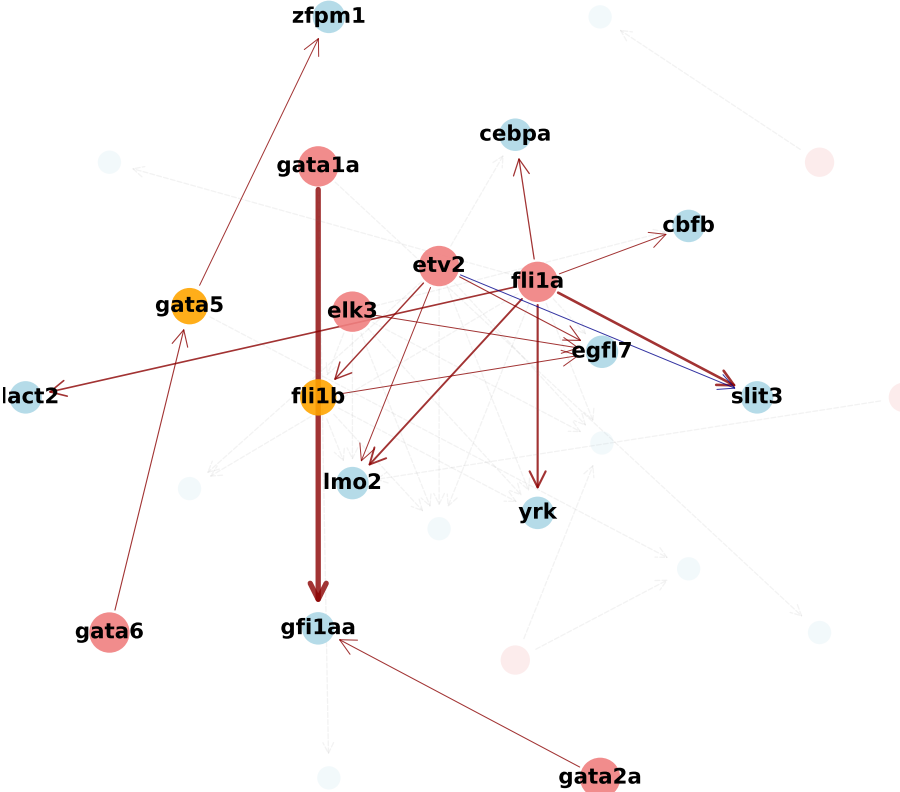 zfpm1
cebpa
gata1a
cbfb
etv2
fli1a
gata5
elk3
egfl7
lact2
fli1b
slit3
lmo2
yrk
gata6
gfi1aa
gata2a